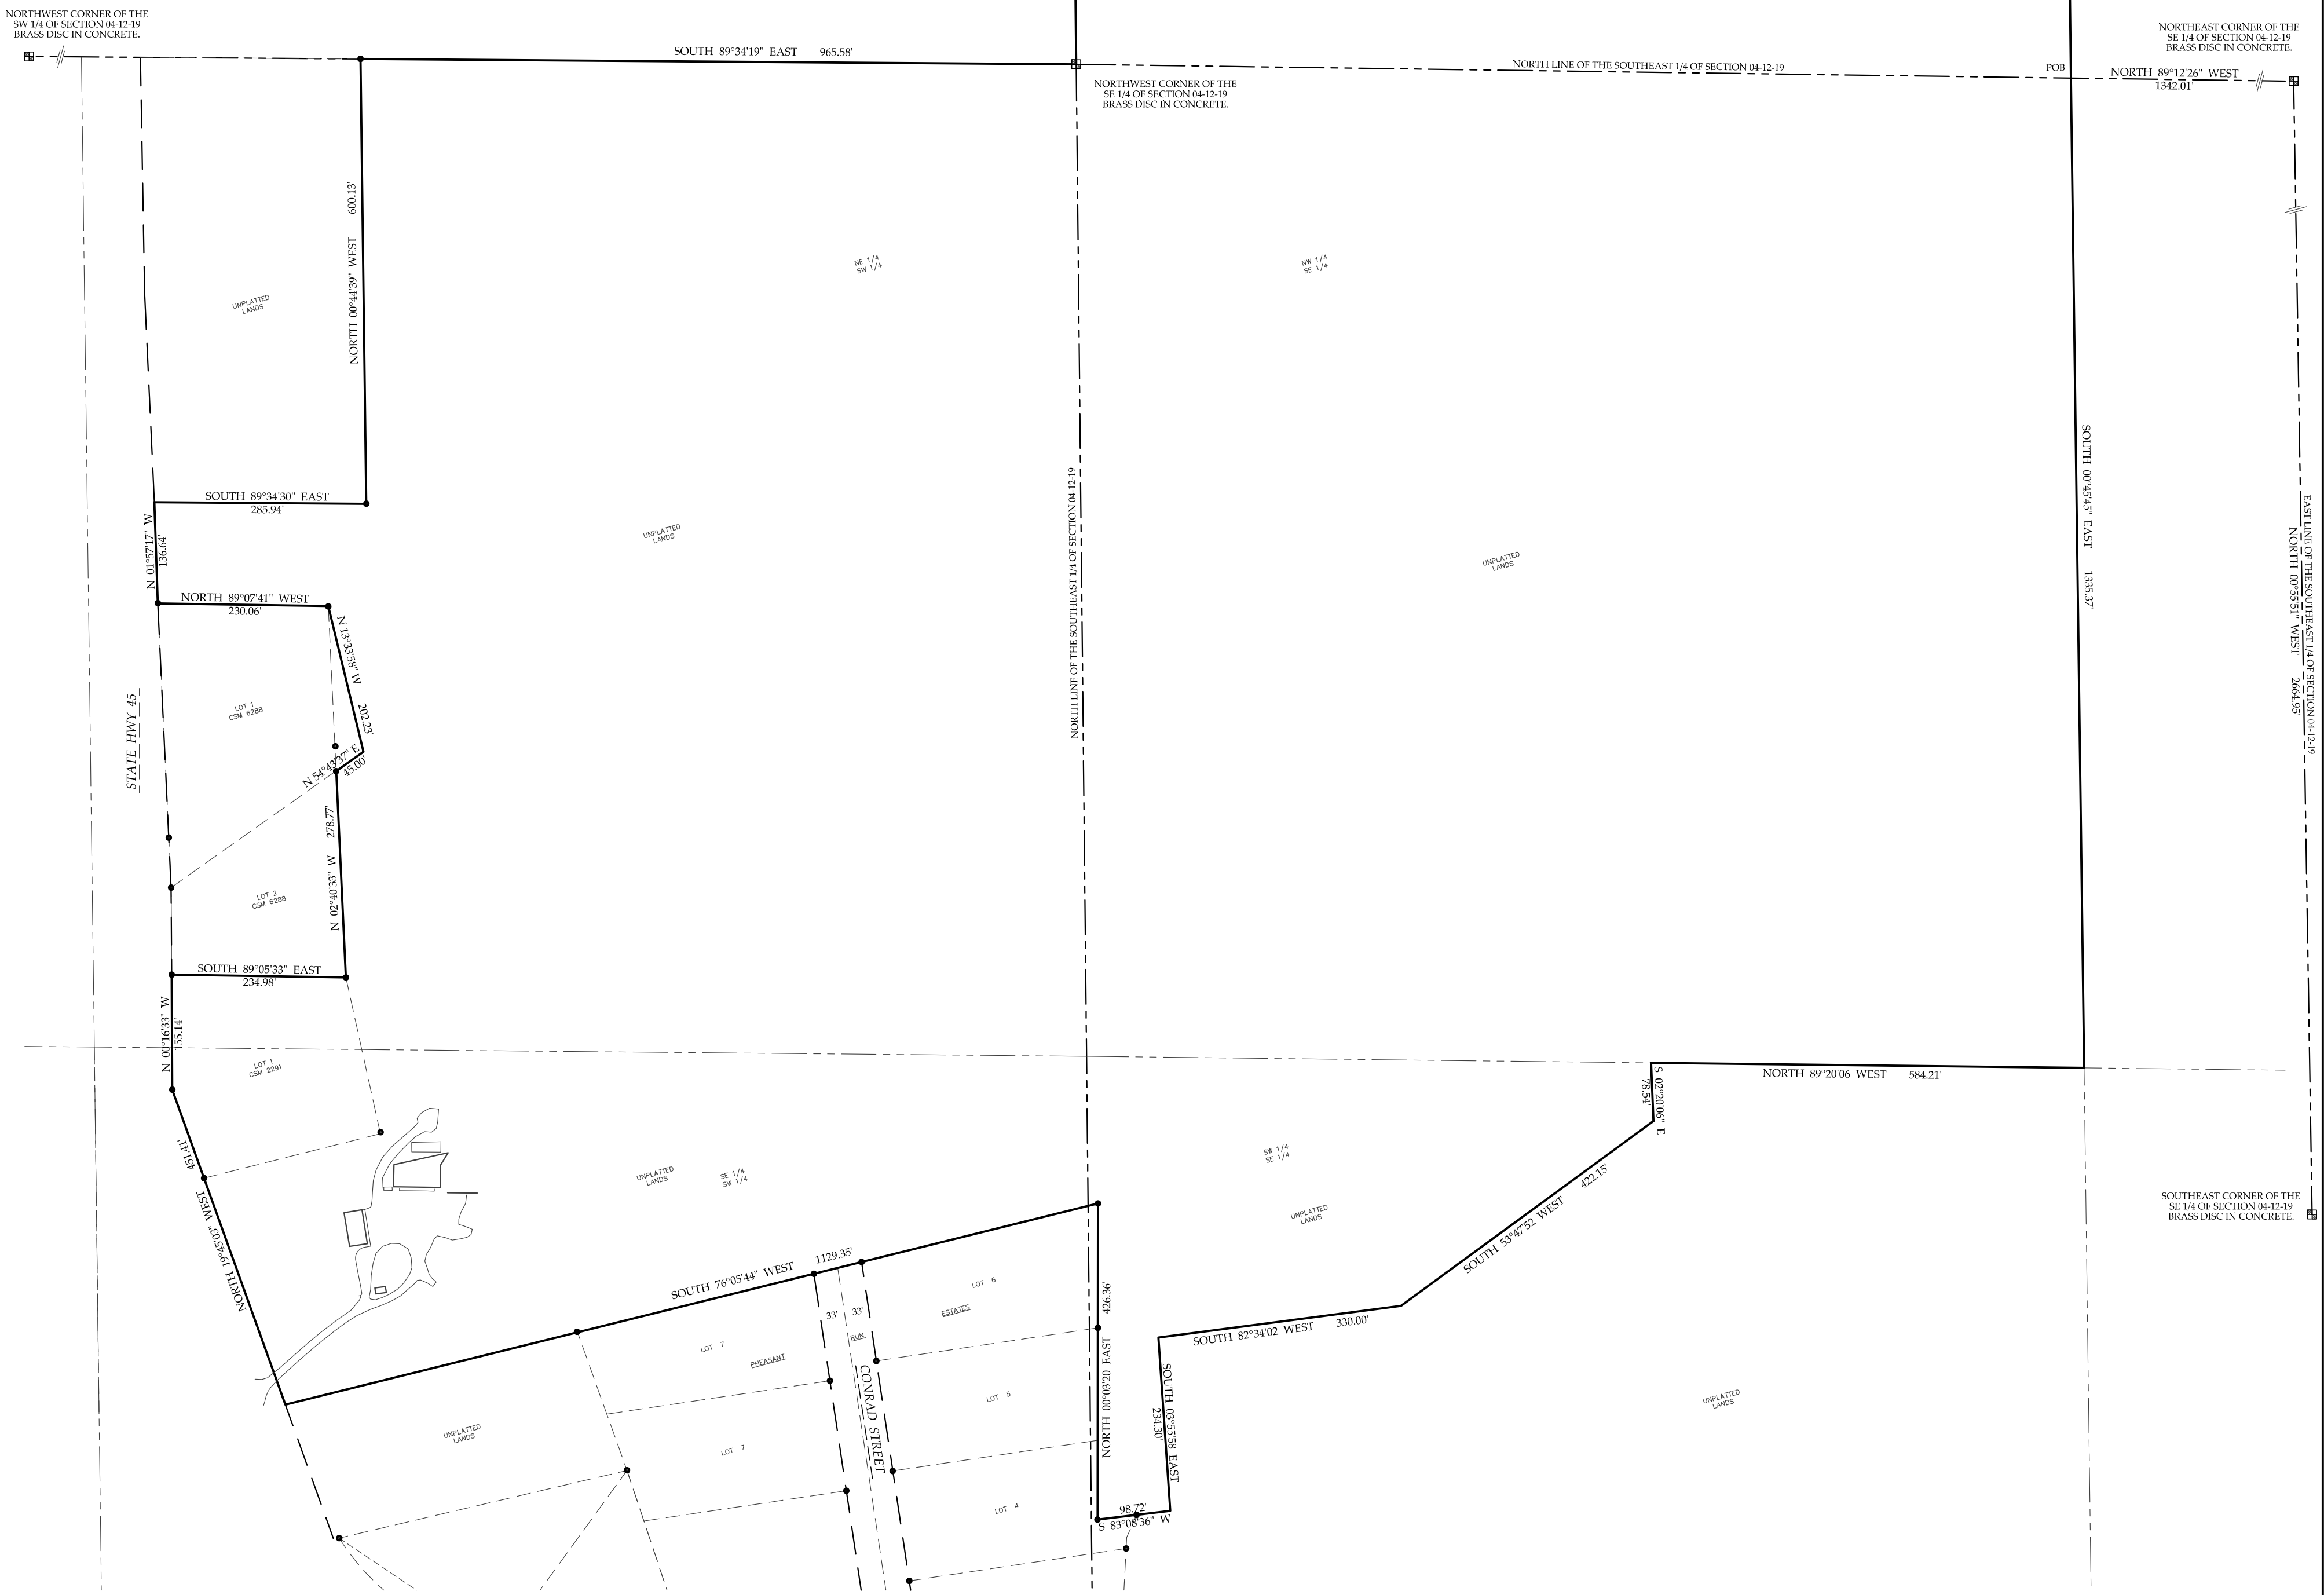 NORTHWEST CORNER OF THE
SW 1/4 OF SECTION 04-12-19
BRASS DISC IN CONCRETE.
SOUTH 89°34'19" EAST 965.58'
NORTHWEST CORNER OF THE
SE 1/4 OF SECTION 04-12-19
BRASS DISC IN CONCRETE.
NORTH LINE OF THE SOUTHEAST 1/4 OF SECTION 04-12-19
POB
NORTHEAST CORNER OF THE
SE 1/4 OF SECTION 04-12-19
BRASS DISC IN CONCRETE.
NORTH 89°12'26" WEST
1342.01'
NORTH 00°44'39" WEST 600.13'
UNPLATTED
LANDS
NE 1/4
SW 1/4
NW 1/4
SE 1/4
SOUTH 89°34'30" EAST
285.94'
N 01°57'17" W
136.64'
NORTH 89°07'41" WEST
230.06'
N 13°33'58" W 202.23'
UNPLATTED
LANDS
NORTH LINE OF THE SOUTHEAST 1/4 OF SECTION 04-12-19
UNPLATTED
LANDS
SOUTH 00°45'45" EAST 1335.37'
EAST LINE OF THE SOUTHEAST 1/4 OF SECTION 04-12-19
NORTH 00°55'51" WEST 2664.95'
STATE HWY 45
LOT 1
CSM 6288
N 54°43'37" E
45.00'
N 02°40'33" W 278.77'
LOT 2
CSM 6288
SOUTH 89°05'33" EAST
234.98'
N 00°16'33" W
155.14'
LOT 1
CSM 2291
NORTH 89°20'06 WEST 584.21'
S 02°20'06" E
78.54'
NORTH 19°45'03" WEST 451.41'
UNPLATTED
LANDS
SE 1/4
SW 1/4
SW 1/4
SE 1/4
UNPLATTED
LANDS
SOUTH 53°47'52 WEST 422.15'
SOUTHEAST CORNER OF THE
SE 1/4 OF SECTION 04-12-19
BRASS DISC IN CONCRETE.
SOUTH 76°05'44" WEST 1129.35'
33' 33'
LOT 6
ESTATES
RUN
LOT 7
PHEASANT
CONRAD STREET
NORTH 00°03'20 EAST 426.36'
SOUTH 82°34'02 WEST 330.00'
SOUTH 03°55'58 EAST
234.30'
LOT 5
UNPLATTED
LANDS
UNPLATTED
LANDS
LOT 7
LOT 4
98.72'
S 83°08'36" W